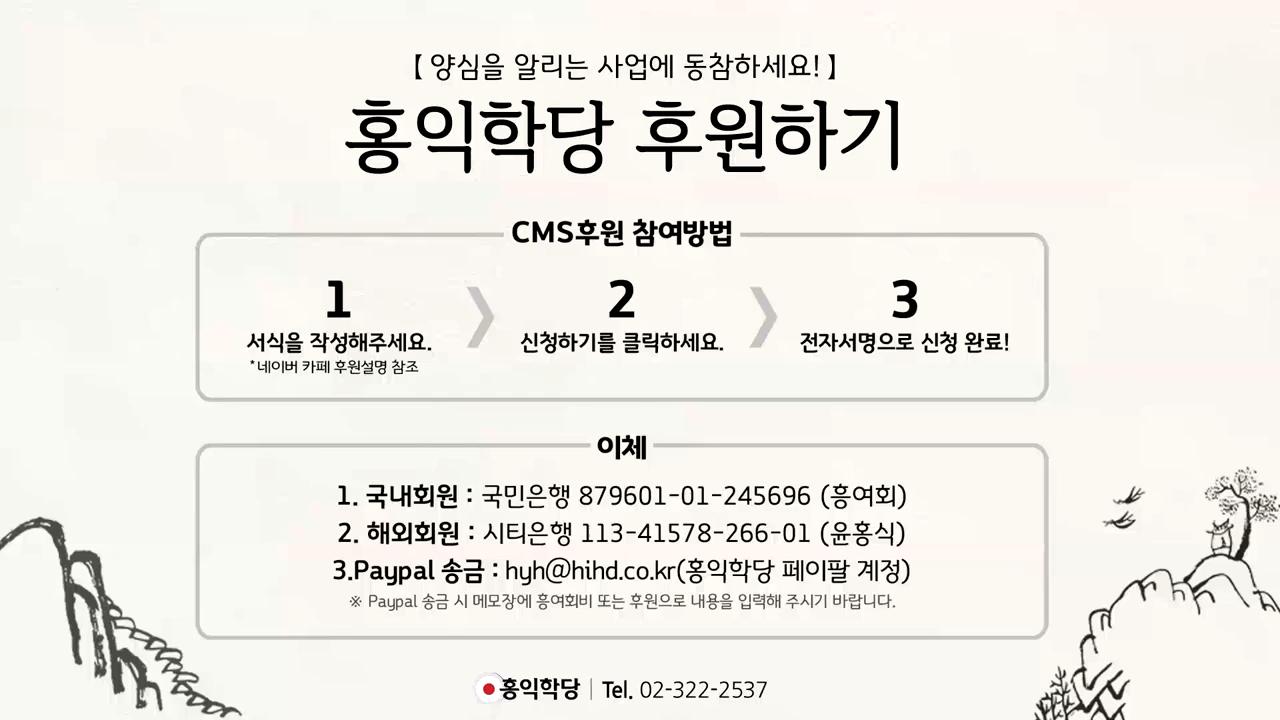 【 양심을 알리는 사업에 동참하세요! 】
홍익학당 후원하기
CMS후원 참여방법
1
서식을 작성해주세요.
*네이버 카페 후원설명 참조
2
신청하기를 클릭하세요.
3
전자서명으로 신청 완료!
이체
1. 국내회원 : 국민은행 879601-01-245696 (흥여회)
2. 해외회원 : 시티은행 113-41578-266-01 (윤홍식)
3.Paypal 송금 : hyh@hihd.co.kr(홍익학당 페이팔 계정)
※ Paypal 송금 시 메모장에 흥여회비 또는 후원으로 내용을 입력해 주시기 바랍니다.
홍익학당 | Tel. 02-322-2537